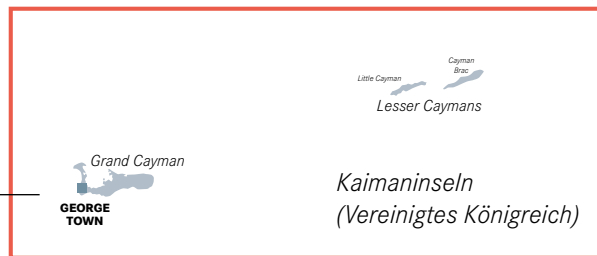 Cayman
Brac
Little Cayman
Lesser Caymans
Grand Cayman
Kaimaninseln
(Vereinigtes Königreich)
GEORGE
TOWN